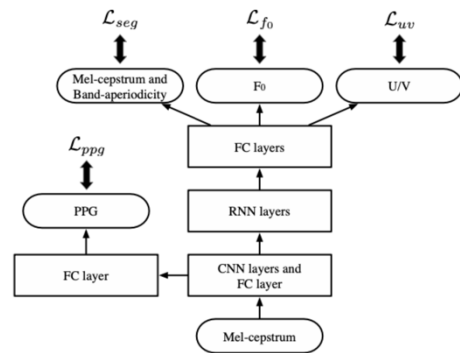 ℒ_seg ℒ_f₀ ℒ_uv
Mel-cepstrum and
Band-aperiodicity
F₀
U/V
FC layers
ℒ_ppg
PPG
RNN layers
FC layer
CNN layers and
FC layer
Mel-cepstrum